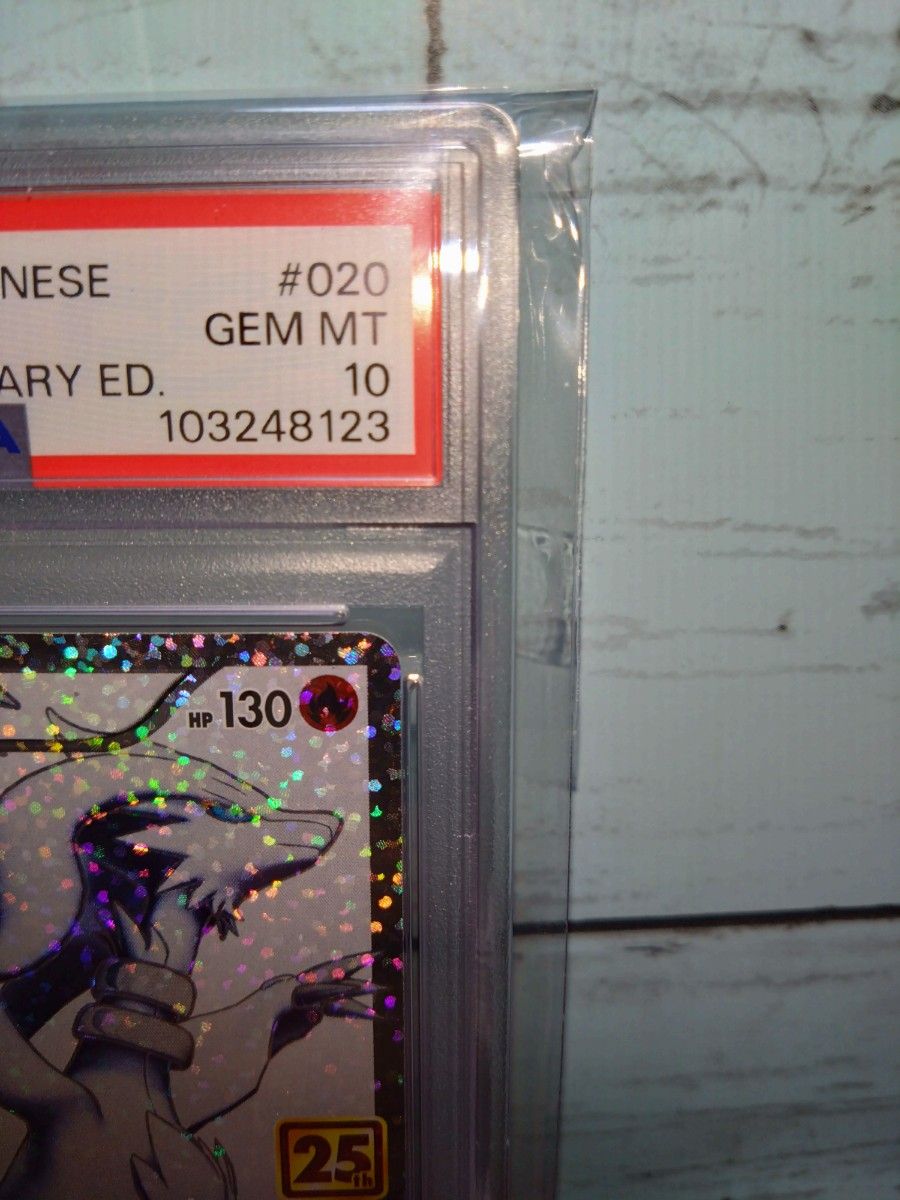 NESE #020
GEM MT
ARY ED. 10
A 103248123
HP 130
25th